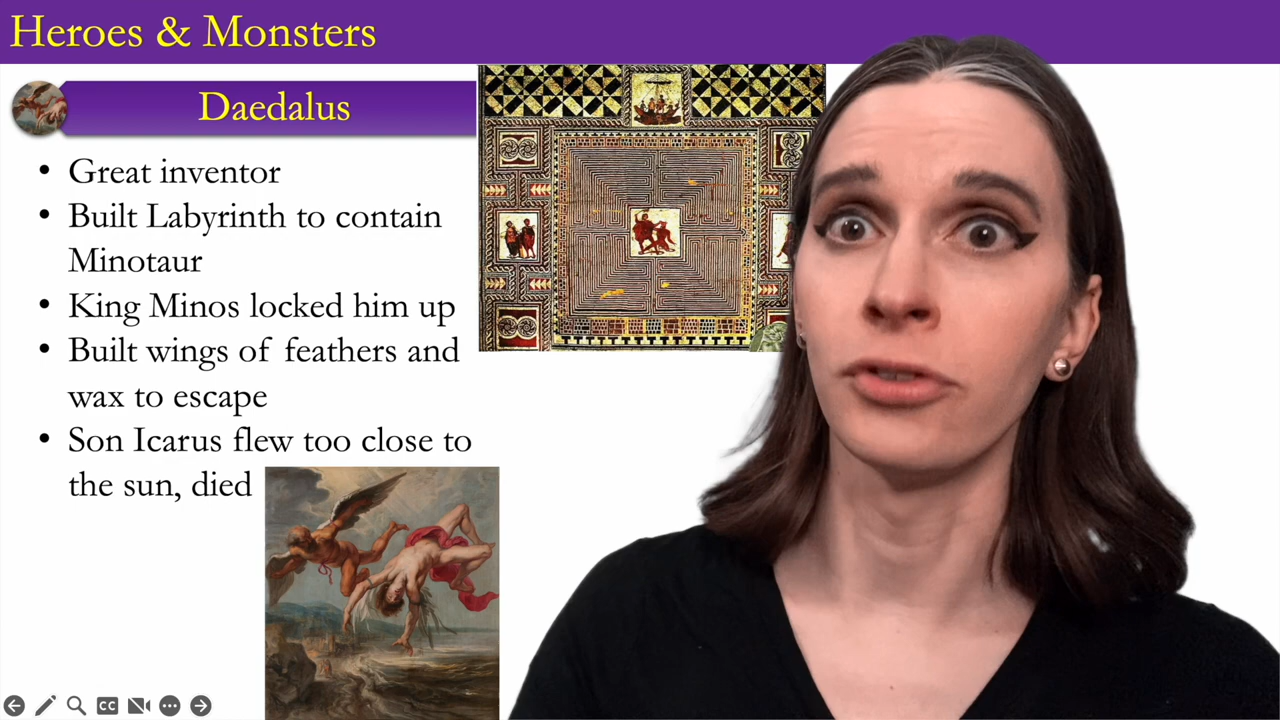 Heroes & Monsters
Daedalus
• Great inventor
• Built Labyrinth to contain
Minotaur
• King Minos locked him up
• Built wings of feathers and
wax to escape
• Son Icarus flew too close to
the sun, died
CC